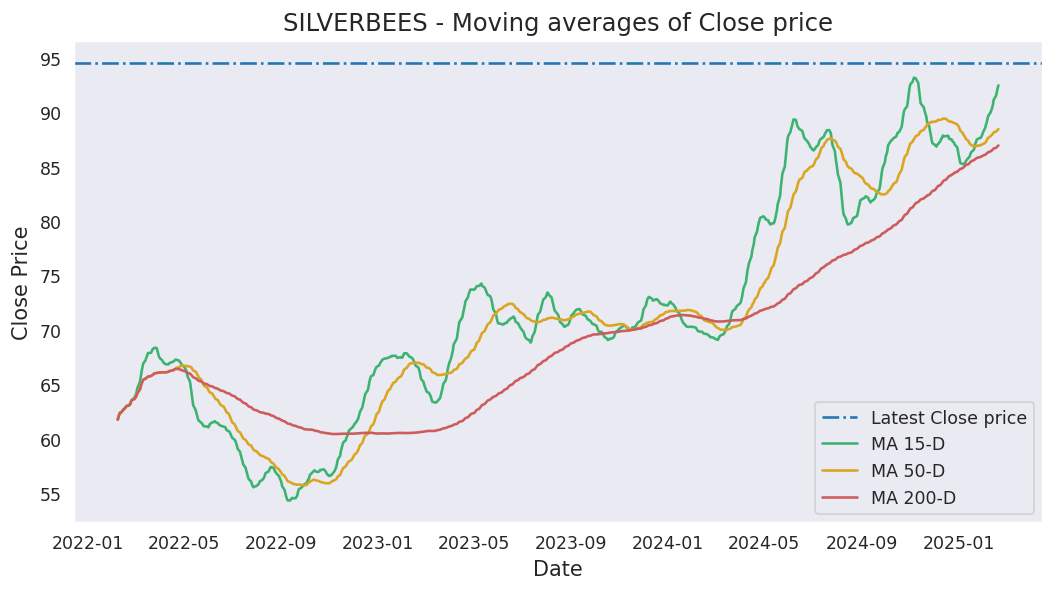 SILVERBEES - Moving averages of Close price
95
90
85
80
75
70
65
60
55
Close Price
2022-01 2022-05 2022-09 2023-01 2023-05 2023-09 2024-01 2024-05 2024-09 2025-01
Date
Latest Close price
MA 15-D
MA 50-D
MA 200-D